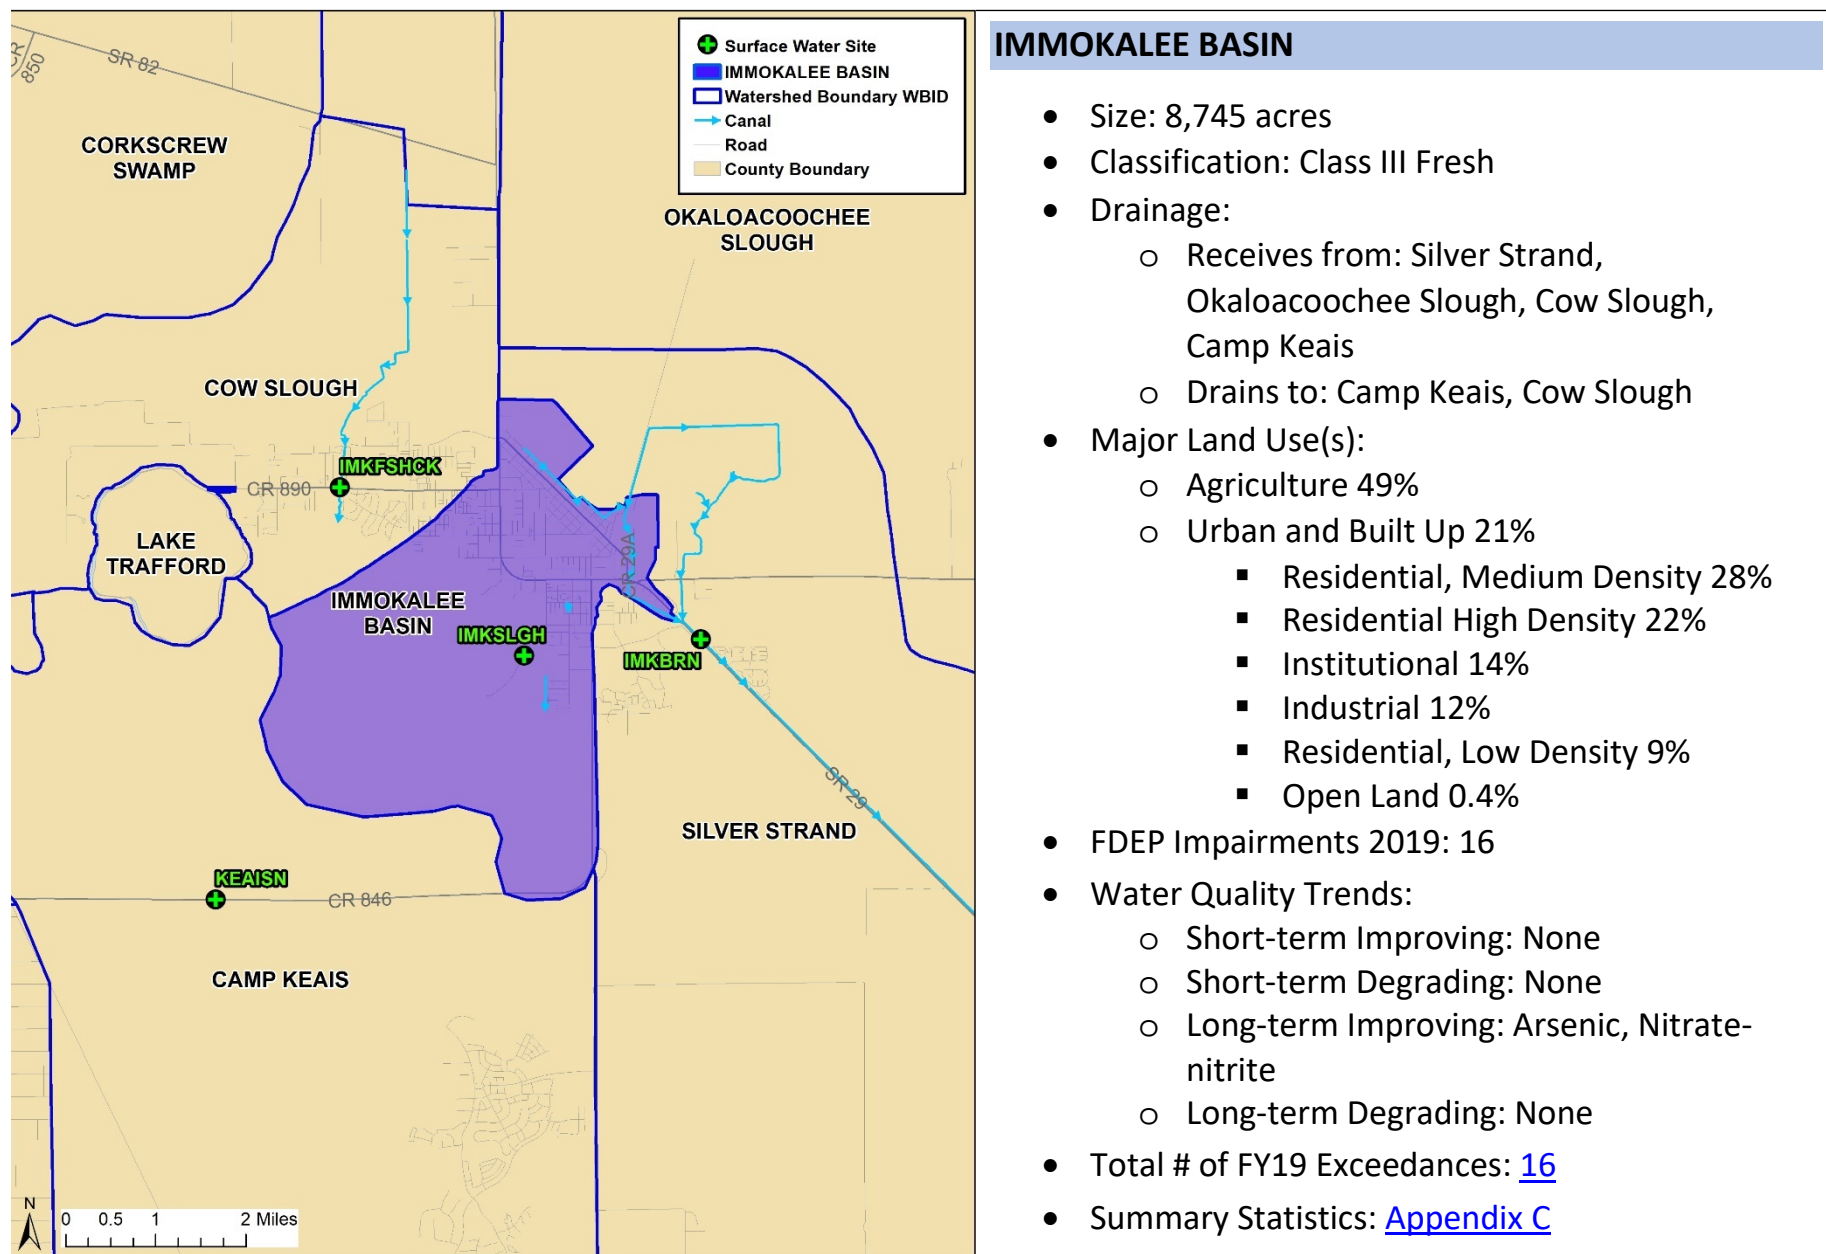 CR
850
SR 82
Surface Water Site
IMMOKALEE BASIN
Watershed Boundary WBID
Canal
Road
County Boundary
CORKSCREW
SWAMP
OKALOACOOCHEE
SLOUGH
COW SLOUGH
IMKFSHCK
CR 890
LAKE
TRAFFORD
CR 29A
IMMOKALEE
BASIN
IMKSLGH
IMKBRN
SR 29
SILVER STRAND
KEAISN
CR 846
CAMP KEAIS
N
0 0.5 1 2 Miles
IMMOKALEE BASIN
• Size: 8,745 acres
• Classification: Class III Fresh
• Drainage:
o Receives from: Silver Strand,
Okaloacoochee Slough, Cow Slough,
Camp Keais
o Drains to: Camp Keais, Cow Slough
• Major Land Use(s):
o Agriculture 49%
o Urban and Built Up 21%
▪ Residential, Medium Density 28%
▪ Residential High Density 22%
▪ Institutional 14%
▪ Industrial 12%
▪ Residential, Low Density 9%
▪ Open Land 0.4%
• FDEP Impairments 2019: 16
• Water Quality Trends:
o Short-term Improving: None
o Short-term Degrading: None
o Long-term Improving: Arsenic, Nitrate-
nitrite
o Long-term Degrading: None
• Total # of FY19 Exceedances: 16
• Summary Statistics: Appendix C